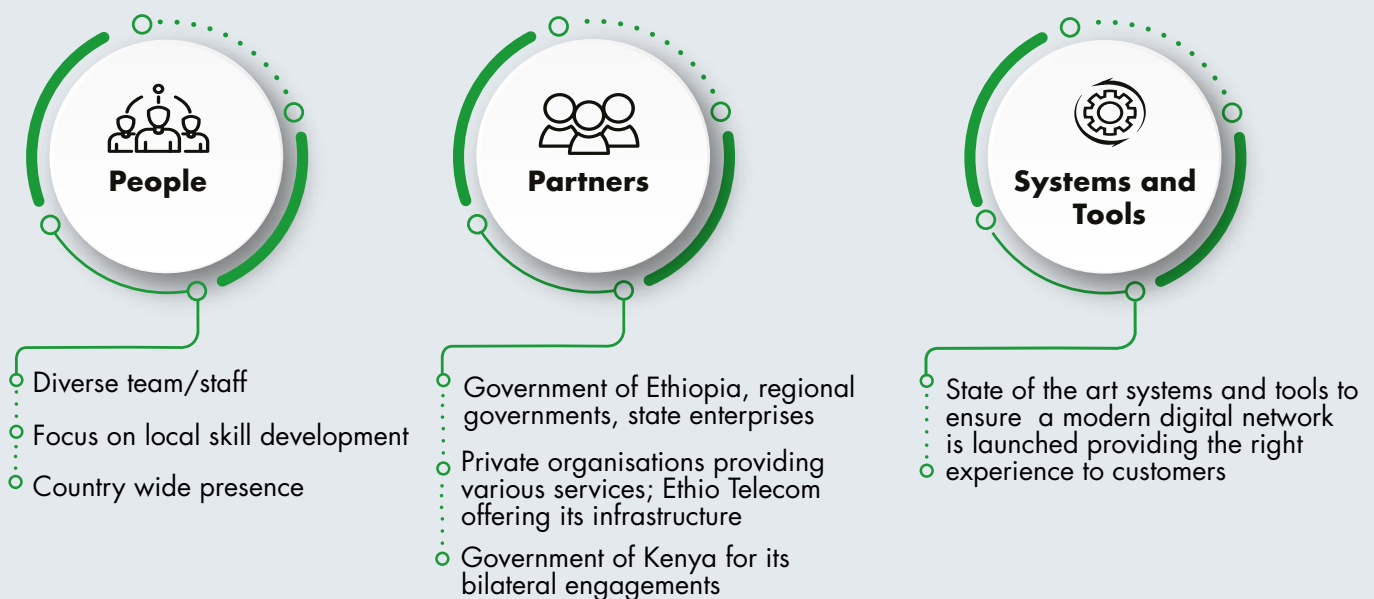 People
Diverse team/staff
Focus on local skill development
Country wide presence
Partners
Government of Ethiopia, regional
governments, state enterprises
Private organisations providing
various services; Ethio Telecom
offering its infrastructure
Government of Kenya for its
bilateral engagements
Systems and
Tools
State of the art systems and tools to
ensure  a modern digital network
is launched providing the right
experience to customers